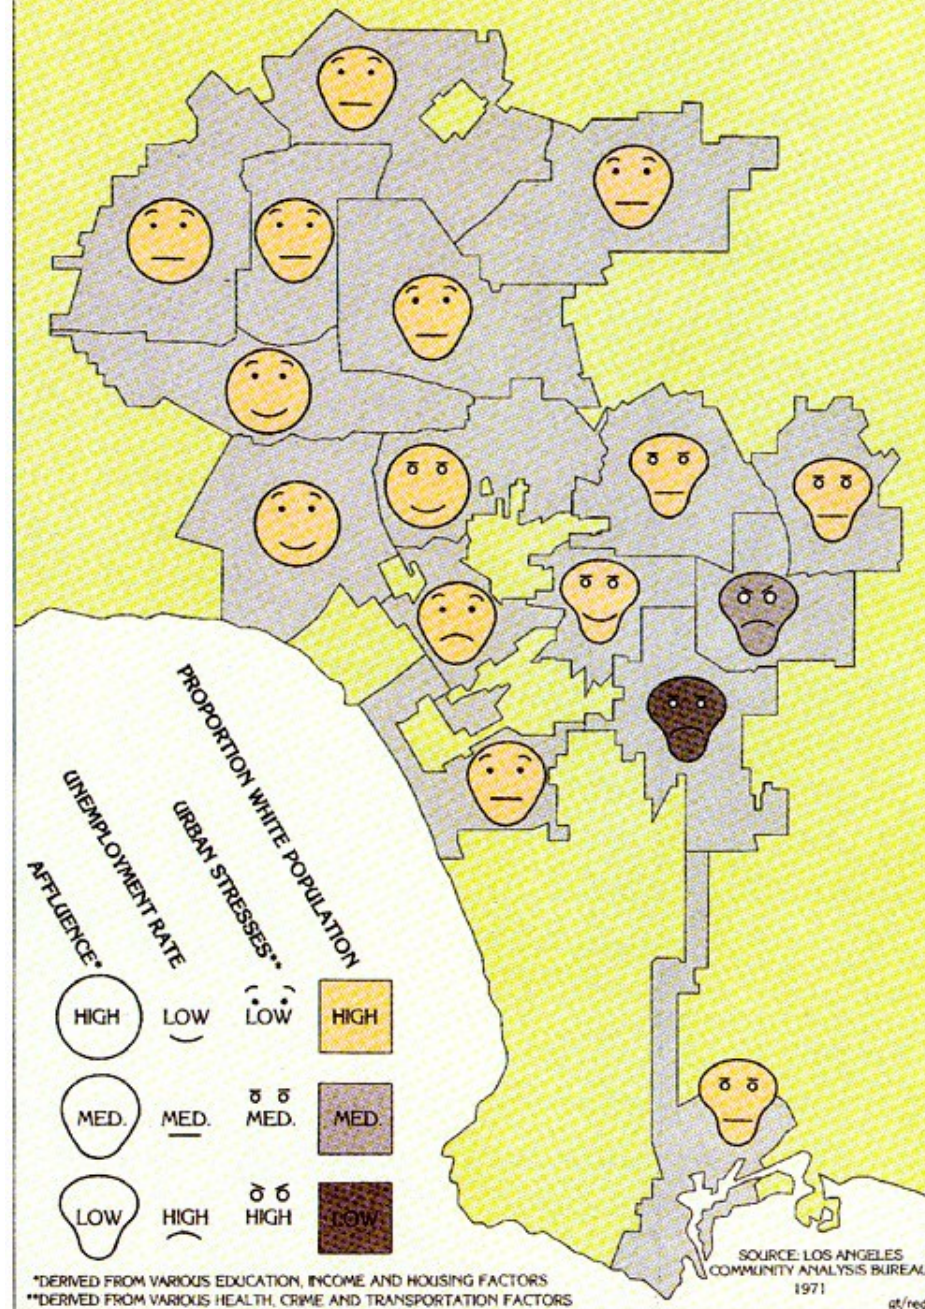 AFFLUENCE*
UNEMPLOYMENT RATE
URBAN STRESSES**
PROPORTION WHITE POPULATION
HIGH LOW LOW HIGH
MED. MED. MED. MED.
LOW HIGH HIGH LOW
*DERIVED FROM VARIOUS EDUCATION, INCOME AND HOUSING FACTORS
**DERIVED FROM VARIOUS HEALTH, CRIME AND TRANSPORTATION FACTORS
SOURCE: LOS ANGELES
COMMUNITY ANALYSIS BUREAU
1971